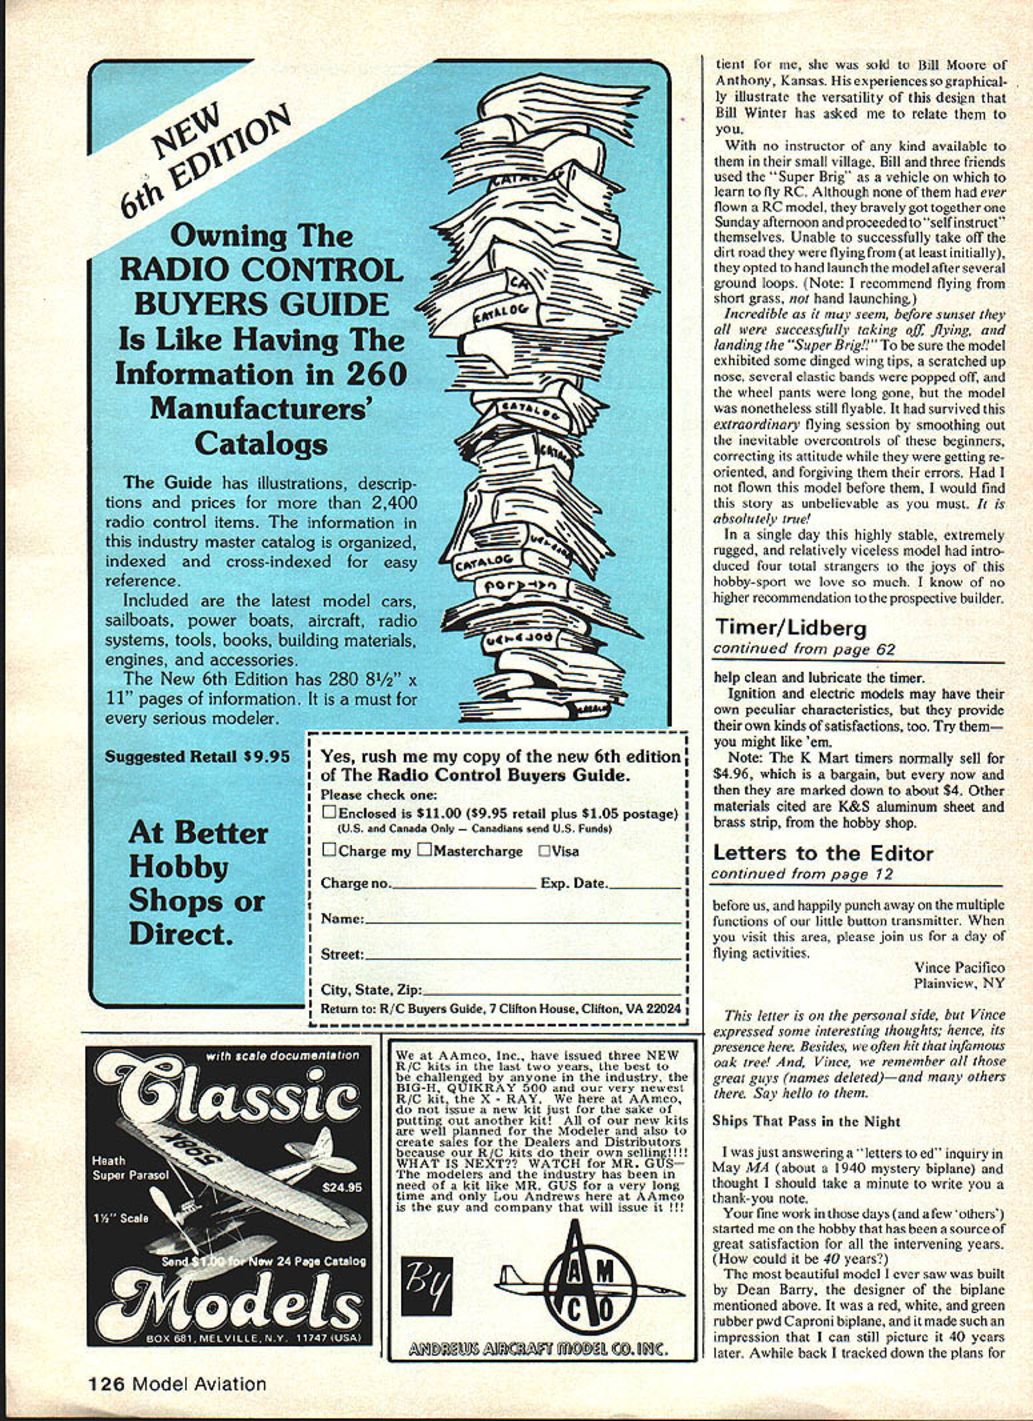 NEW
6th EDITION
Owning The
RADIO CONTROL
BUYERS GUIDE
Is Like Having The
Information in 260
Manufacturers'
Catalogs
The Guide has illustrations, descrip-
tions and prices for more than 2,400
radio control items. The information in
this industry master catalog is organized,
indexed and cross-indexed for easy
reference.
Included are the latest model cars,
sailboats, power boats, aircraft, radio
systems, tools, books, building materials,
engines, and accessories.
The New 6th Edition has 280 8½" x
11" pages of information. It is a must for
every serious modeler.
Suggested Retail $9.95
At Better
Hobby
Shops or
Direct.
CATALOG
CATALOG
CATALOG
Yes, rush me my copy of the new 6th edition
of The Radio Control Buyers Guide.
Please check one:
☐Enclosed is $11.00 ($9.95 retail plus $1.05 postage)
(U.S. and Canada Only — Canadians send U.S. Funds)
☐Charge my ☐Mastercharge ☐Visa
Charge no. Exp. Date.
Name:
Street:
City, State, Zip:
Return to: R/C Buyers Guide, 7 Clifton House, Clifton, VA 22024
with scale documentation
Classic
598K
Heath
Super Parasol
$24.95
1½" Scale
Send $1.00 for New 24 Page Catalog
Models
BOX 681, MELVILLE, N.Y. 11747 (USA)
We at AAmco, Inc., have issued three NEW
R/C kits in the last two years, the best to
be challenged by anyone in the industry, the
BIG-H, QUIKRAY 500 and our very newest
R/C kit, the X - RAY. We here at AAmco,
do not issue a new kit just for the sake of
putting out another kit! All of our new kits
are well planned for the Modeler and also to
create sales for the Dealers and Distributors
because our R/C kits do their own selling!!!!
WHAT IS NEXT?? WATCH for MR. GUS—
The modelers and the industry has been in
need of a kit like MR. GUS for a very long
time and only Lou Andrews here at AAmco
is the guy and company that will issue it !!!
By
A
A M
C O
ANDREWS AIRCRAFT MODEL CO. INC.
tient for me, she was sold to Bill Moore of
Anthony, Kansas. His experiences so graphical-
ly illustrate the versatility of this design that
Bill Winter has asked me to relate them to
you.
With no instructor of any kind available to
them in their small village, Bill and three friends
used the "Super Brig" as a vehicle on which to
learn to fly RC. Although none of them had ever
flown a RC model, they bravely got together one
Sunday afternoon and proceeded to "self instruct"
themselves. Unable to successfully take off the
dirt road they were flying from (at least initially),
they opted to hand launch the model after several
ground loops. (Note: I recommend flying from
short grass, not hand launching.)
Incredible as it may seem, before sunset they
all were successfully taking off, flying, and
landing the "Super Brig!!" To be sure the model
exhibited some dinged wing tips, a scratched up
nose, several elastic bands were popped off, and
the wheel pants were long gone, but the model
was nonetheless still flyable. It had survived this
extraordinary flying session by smoothing out
the inevitable overcontrols of these beginners,
correcting its attitude while they were getting re-
oriented, and forgiving them their errors. Had I
not flown this model before them, I would find
this story as unbelievable as you must. It is
absolutely true!
In a single day this highly stable, extremely
rugged, and relatively viceless model had intro-
duced four total strangers to the joys of this
hobby-sport we love so much. I know of no
higher recommendation to the prospective builder.
Timer/Lidberg
continued from page 62
help clean and lubricate the timer.
Ignition and electric models may have their
own peculiar characteristics, but they provide
their own kinds of satisfactions, too. Try them—
you might like 'em.
Note: The K Mart timers normally sell for
$4.96, which is a bargain, but every now and
then they are marked down to about $4. Other
materials cited are K&S aluminum sheet and
brass strip, from the hobby shop.
Letters to the Editor
continued from page 12
before us, and happily punch away on the multiple
functions of our little button transmitter. When
you visit this area, please join us for a day of
flying activities.
Vince Pacifico
Plainview, NY
This letter is on the personal side, but Vince
expressed some interesting thoughts; hence, its
presence here. Besides, we often kit that infamous
oak tree! And, Vince, we remember all those
great guys (names deleted)—and many others
there. Say hello to them.
Ships That Pass in the Night
I was just answering a "letters to ed" inquiry in
May MA (about a 1940 mystery biplane) and
thought I should take a minute to write you a
thank-you note.
Your fine work in those days (and a few 'others')
started me on the hobby that has been a source of
great satisfaction for all the intervening years.
(How could it be 40 years?)
The most beautiful model I ever saw was built
by Dean Barry, the designer of the biplane
mentioned above. It was a red, white, and green
rubber pwd Caproni biplane, and it made such an
impression that I can still picture it 40 years
later. Awhile back I tracked down the plans for
126 Model Aviation